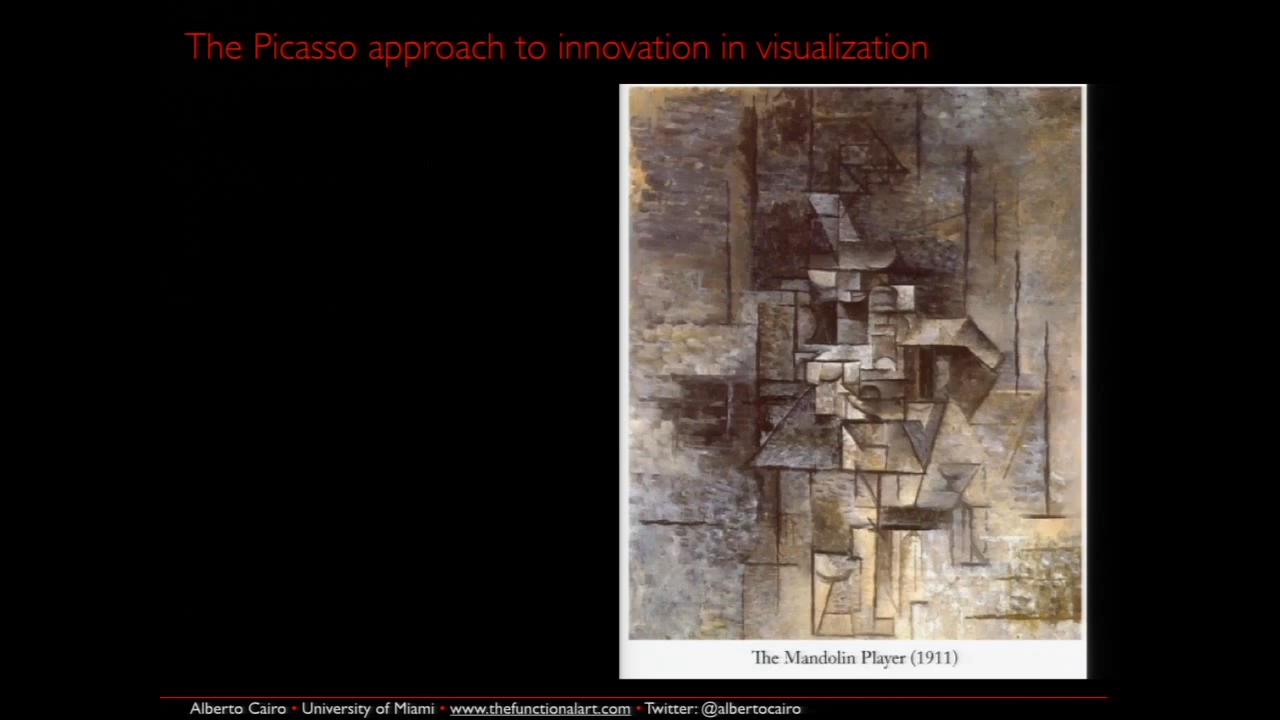 The Picasso approach to innovation in visualization
The Mandolin Player (1911)
Alberto Cairo • University of Miami • www.thefunctionalart.com • Twitter: @albertocairo